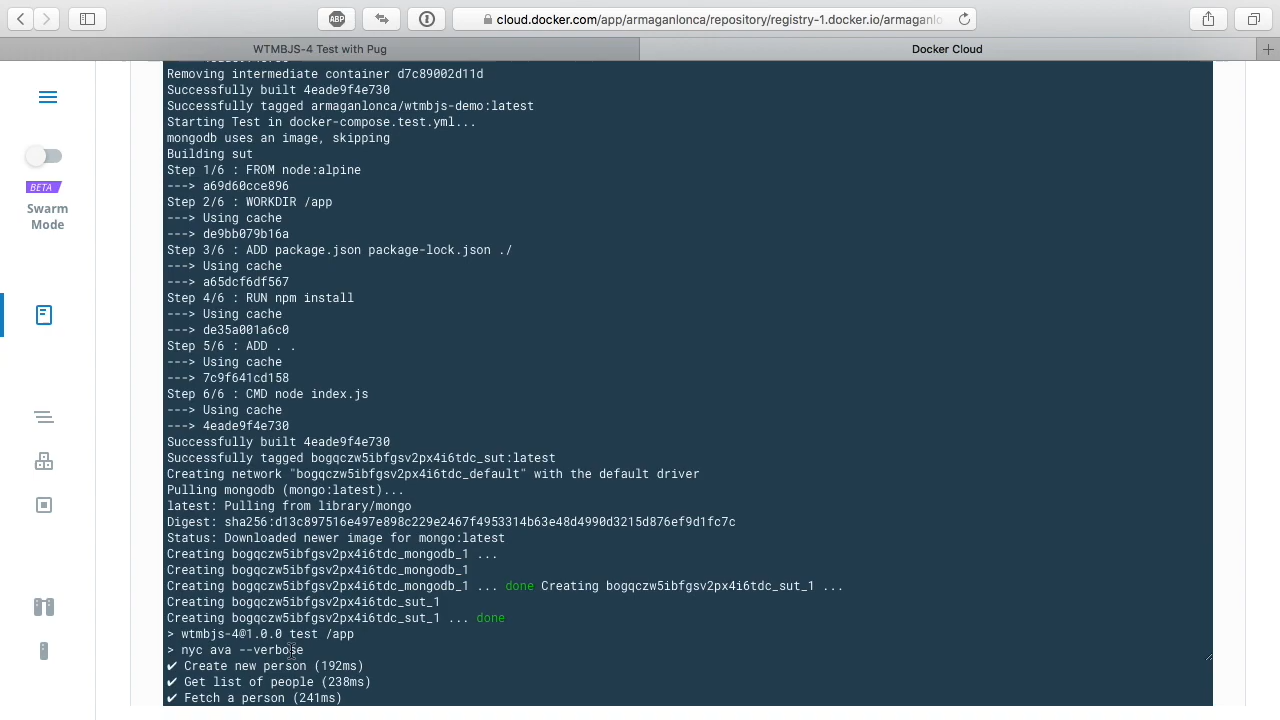 ABP
cloud.docker.com/app/armaganlonca/repository/registry-1.docker.io/armaganlo
WTMBJS-4 Test with Pug
Docker Cloud
BETA
Swarm
Mode
Removing intermediate container d7c89002d11d
Successfully built 4eade9f4e730
Successfully tagged armaganlonca/wtmbjs-demo:latest
Starting Test in docker-compose.test.yml...
mongodb uses an image, skipping
Building sut
Step 1/6 : FROM node:alpine
---> a69d60cce896
Step 2/6 : WORKDIR /app
---> Using cache
---> de9bb079b16a
Step 3/6 : ADD package.json package-lock.json ./
---> Using cache
---> a65dcf6df567
Step 4/6 : RUN npm install
---> Using cache
---> de35a001a6c0
Step 5/6 : ADD . .
---> Using cache
---> 7c9f641cd158
Step 6/6 : CMD node index.js
---> Using cache
---> 4eade9f4e730
Successfully built 4eade9f4e730
Successfully tagged bogqczw5ibfgsv2px4i6tdc_sut:latest
Creating network "bogqczw5ibfgsv2px4i6tdc_default" with the default driver
Pulling mongodb (mongo:latest)...
latest: Pulling from library/mongo
Digest: sha256:d13c897516e497e898c229e2467f4953314b63e48d4990d3215d876ef9d1fc7c
Status: Downloaded newer image for mongo:latest
Creating bogqczw5ibfgsv2px4i6tdc_mongodb_1 ...
Creating bogqczw5ibfgsv2px4i6tdc_mongodb_1
Creating bogqczw5ibfgsv2px4i6tdc_mongodb_1 ... done Creating bogqczw5ibfgsv2px4i6tdc_sut_1 ...
Creating bogqczw5ibfgsv2px4i6tdc_sut_1
Creating bogqczw5ibfgsv2px4i6tdc_sut_1 ... done
> wtmbjs-4@1.0.0 test /app
> nyc ava --verbose
✔ Create new person (192ms)
✔ Get list of people (238ms)
✔ Fetch a person (241ms)